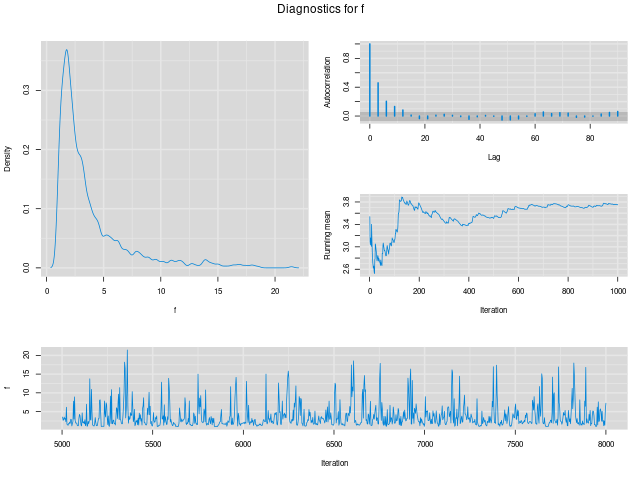 Diagnostics for f
Density
0.0 0.1 0.2 0.3
0 5 10 15 20
f
Autocorrelation
0.0 0.4 0.8
0 20 40 60 80
Lag
Running mean
2.6 3.0 3.4 3.8
0 200 400 600 800 1000
Iteration
f
5 10 15 20
5000 5500 6000 6500 7000 7500 8000
Iteration